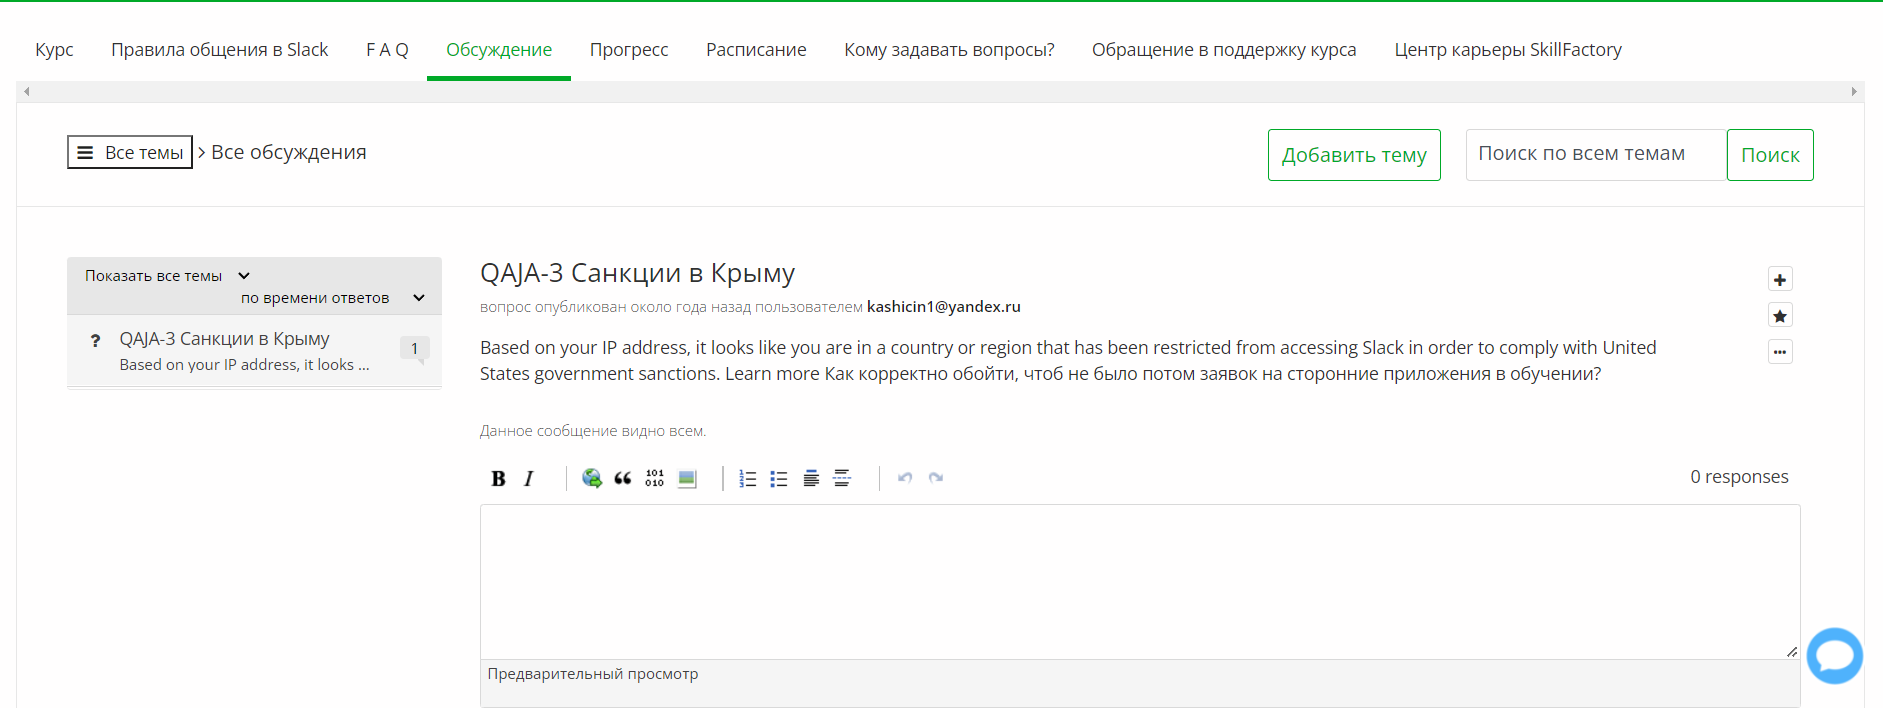 Курс Правила общения в Slack F A Q Обсуждение Прогресс Расписание Кому задавать вопросы? Обращение в поддержку курса Центр карьеры SkillFactory
Все темы > Все обсуждения Добавить тему Поиск по всем темам Поиск
Показать все темы
по времени ответов
? QAJA-3 Санкции в Крыму 1
Based on your IP address, it looks ...
QAJA-3 Санкции в Крыму
вопрос опубликован около года назад пользователем kashicin1@yandex.ru
Based on your IP address, it looks like you are in a country or region that has been restricted from accessing Slack in order to comply with United
States government sanctions. Learn more Как корректно обойти, чтоб не было потом заявок на сторонние приложения в обучении?
Данное сообщение видно всем.
B I 101 010 0 responses
Предварительный просмотр